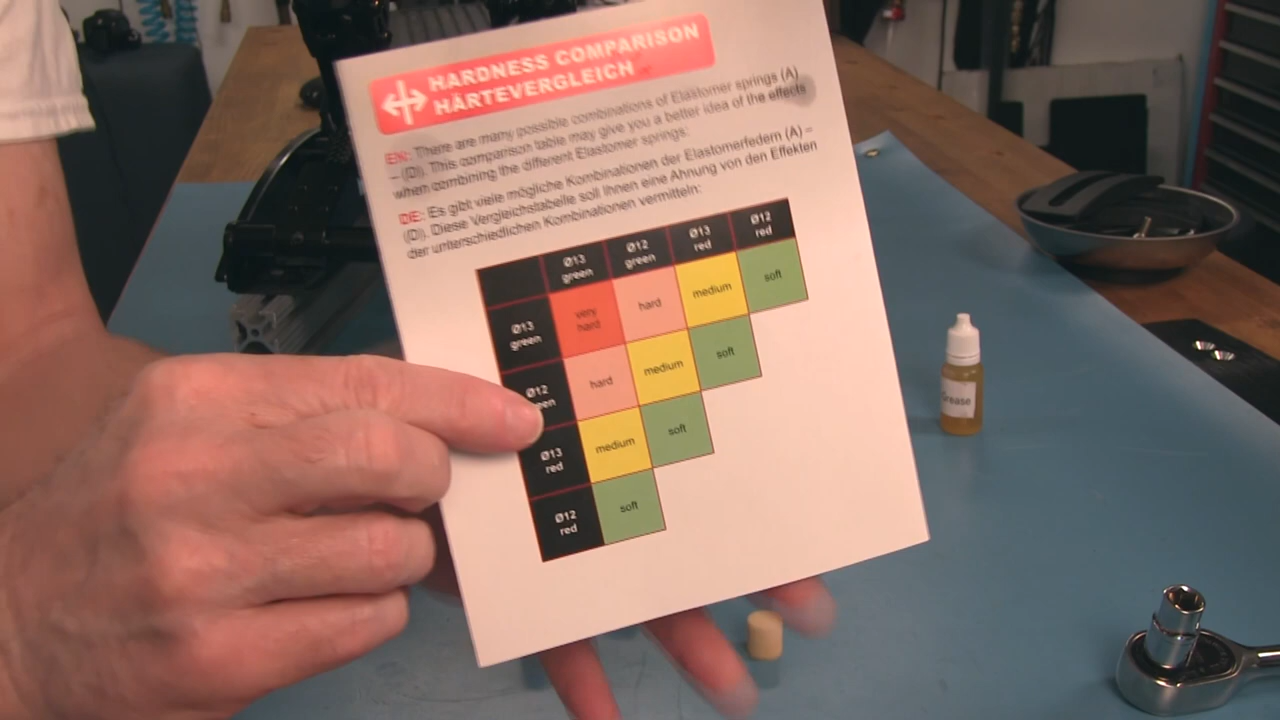 HARDNESS COMPARISON
HÄRTEVERGLEICH
EN: There are many possible combinations of Elastomer springs (A)
– (D). This comparison table may give you a better idea of the effects
when combining the different Elastomer springs:
DE: Es gibt viele mögliche Kombinationen der Elastomerfedern (A) –
(D). Diese Vergleichstabelle soll Ihnen eine Ahnung von den Effekten
der unterschiedlichen Kombinationen vermitteln:
Ø13 green Ø12 green Ø13 red Ø12 red
Ø13 green very hard hard medium soft
Ø12 hard medium soft
Ø13 red medium soft
Ø12 red soft
Grease